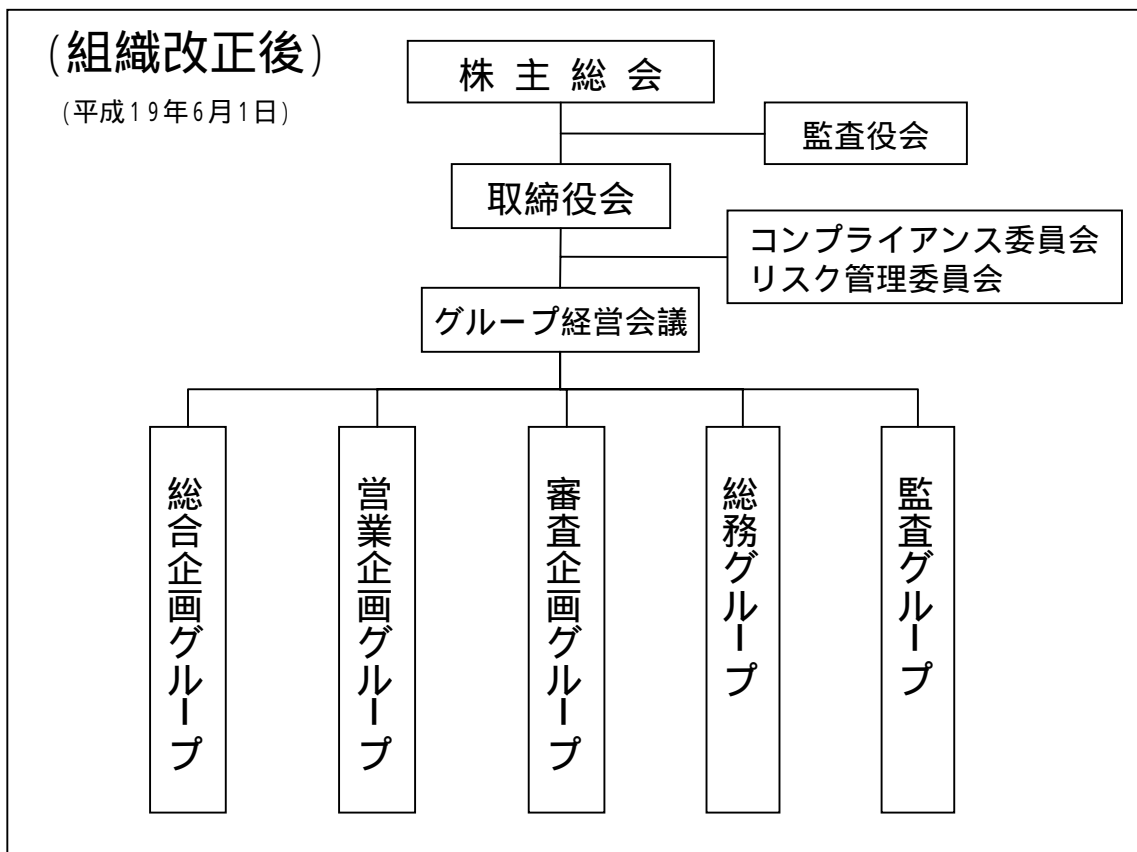 (組織改正後)
(平成19年6月1日)
株主総会
監査役会
取締役会
コンプライアンス委員会
リスク管理委員会
グループ経営会議
総合企画グループ
営業企画グループ
審査企画グループ
総務グループ
監査グループ